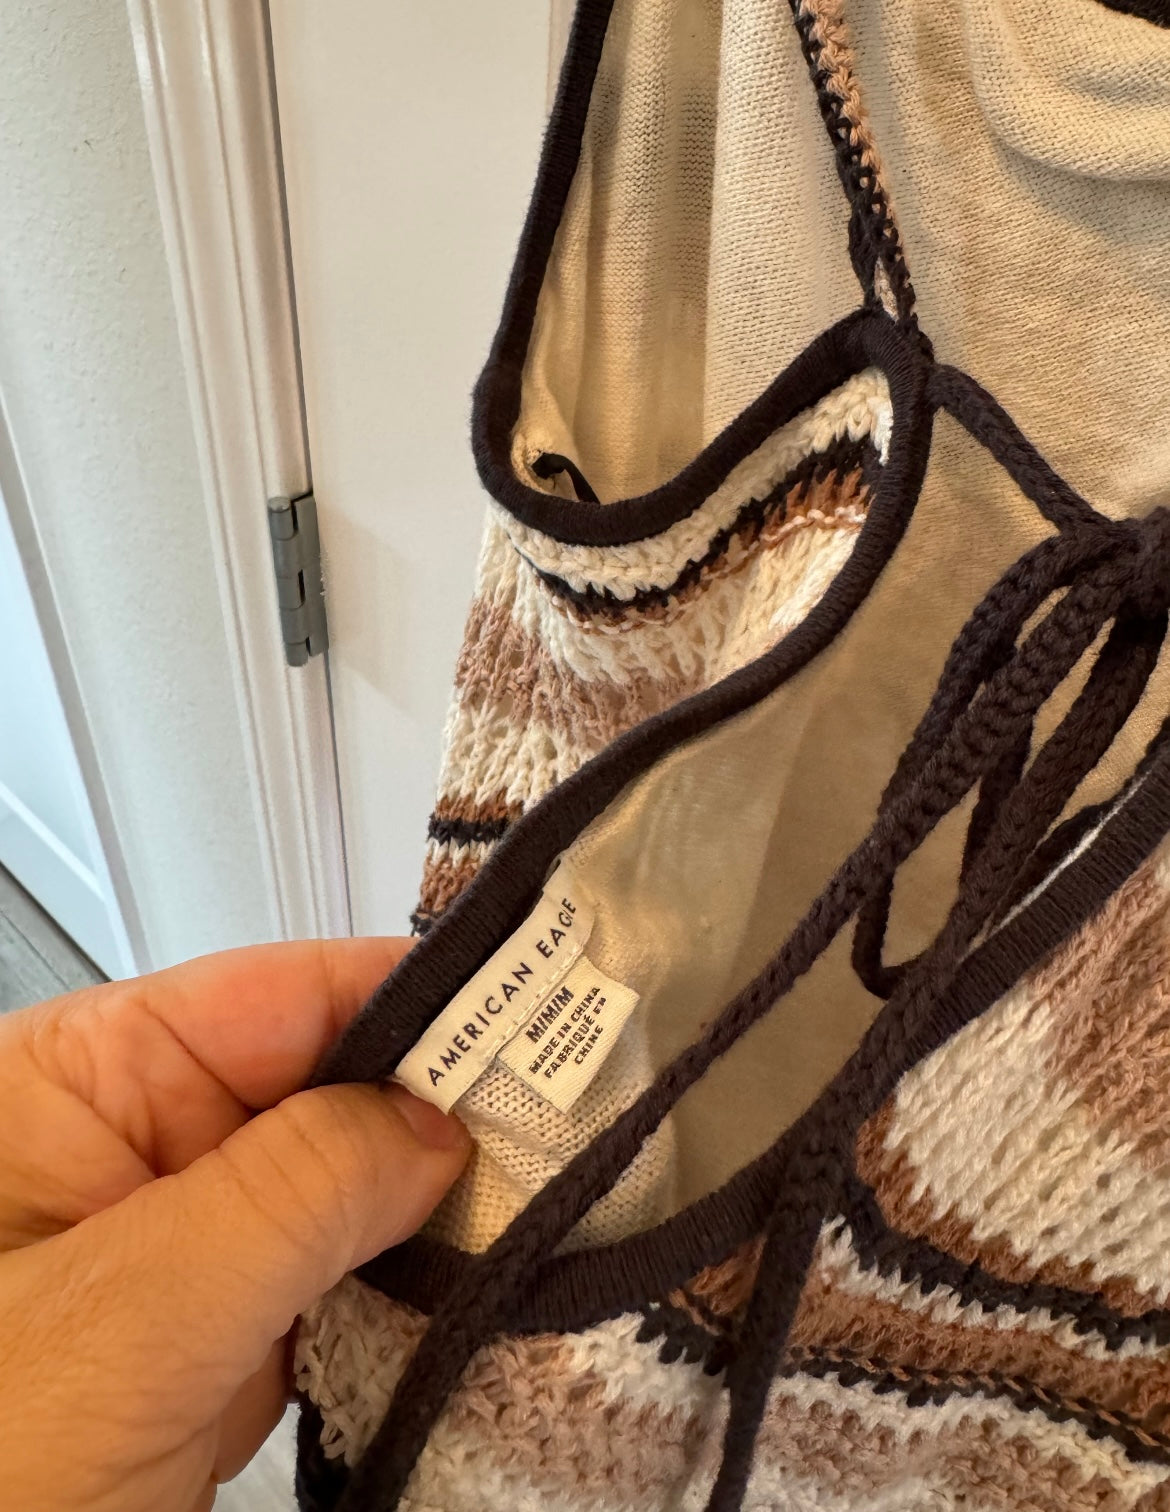 AMERICAN EAGLE
M/M/M
MADE IN CHINA
FABRIQUÉ EN
CHINE